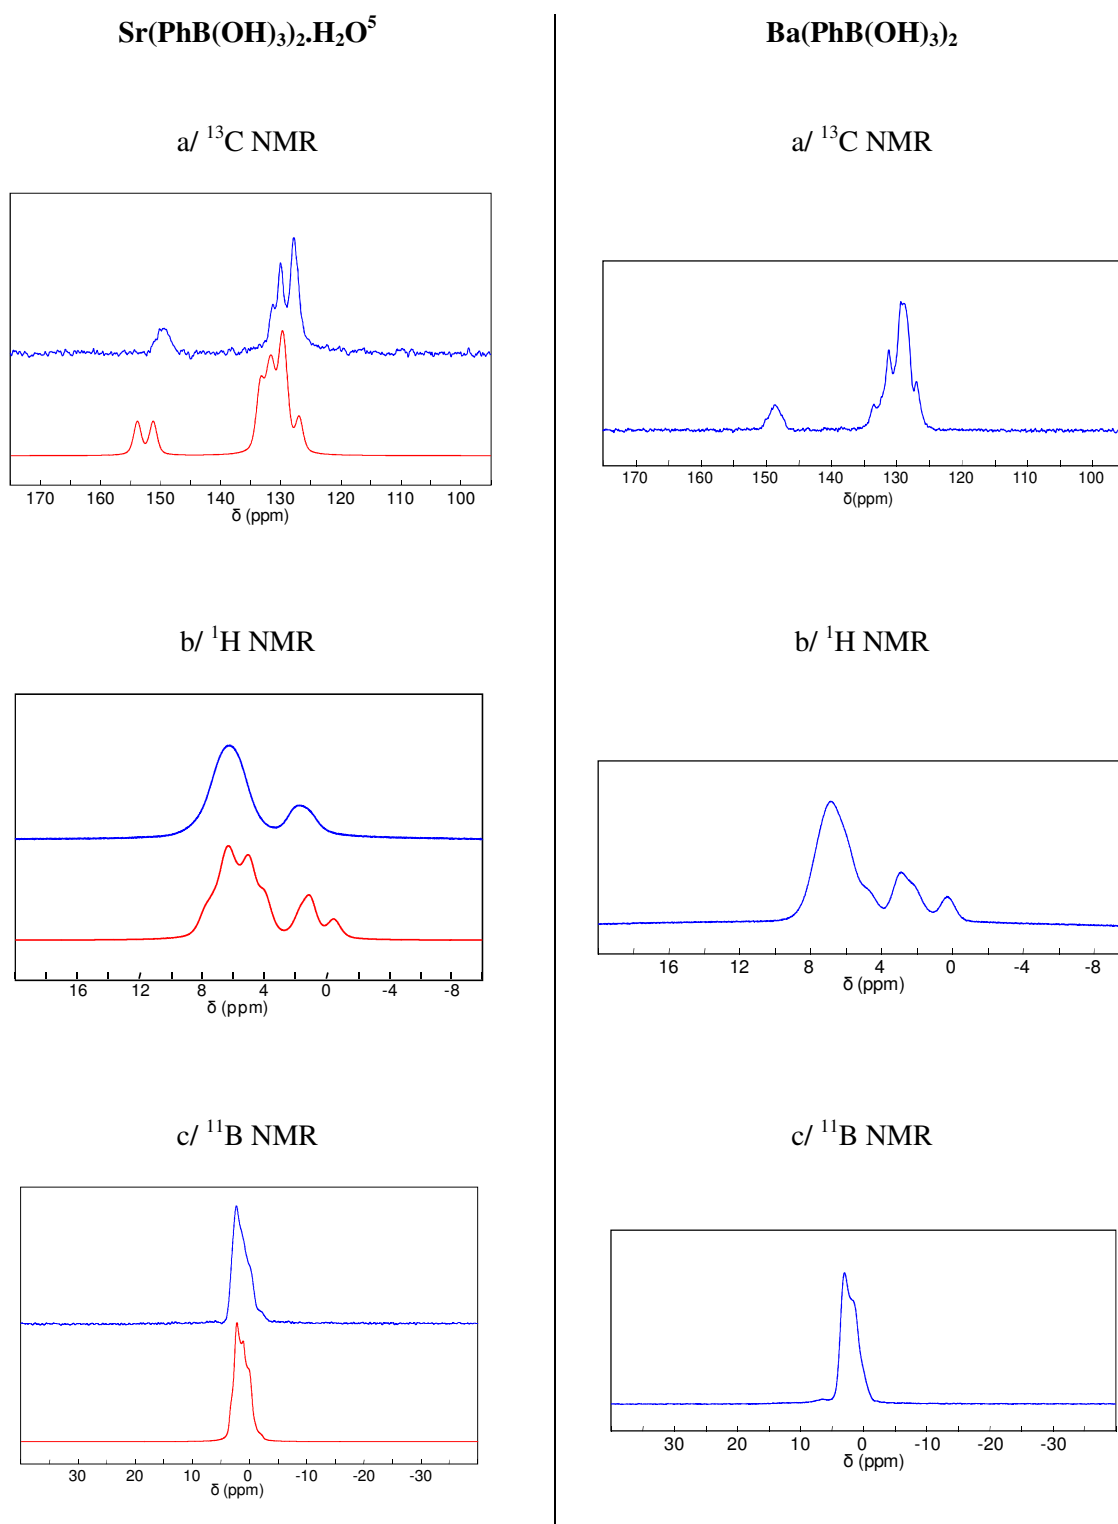 Sr(PhB(OH)₃)₂.H₂O⁵
a/ ¹³C NMR
170 160 150 140 130 120 110 100
δ (ppm)
b/ ¹H NMR
16 12 8 4 0 -4 -8
δ (ppm)
c/ ¹¹B NMR
30 20 10 0 -10 -20 -30
δ (ppm)
Ba(PhB(OH)₃)₂
a/ ¹³C NMR
170 160 150 140 130 120 110 100
δ(ppm)
b/ ¹H NMR
16 12 8 4 0 -4 -8
δ (ppm)
c/ ¹¹B NMR
30 20 10 0 -10 -20 -30
δ (ppm)